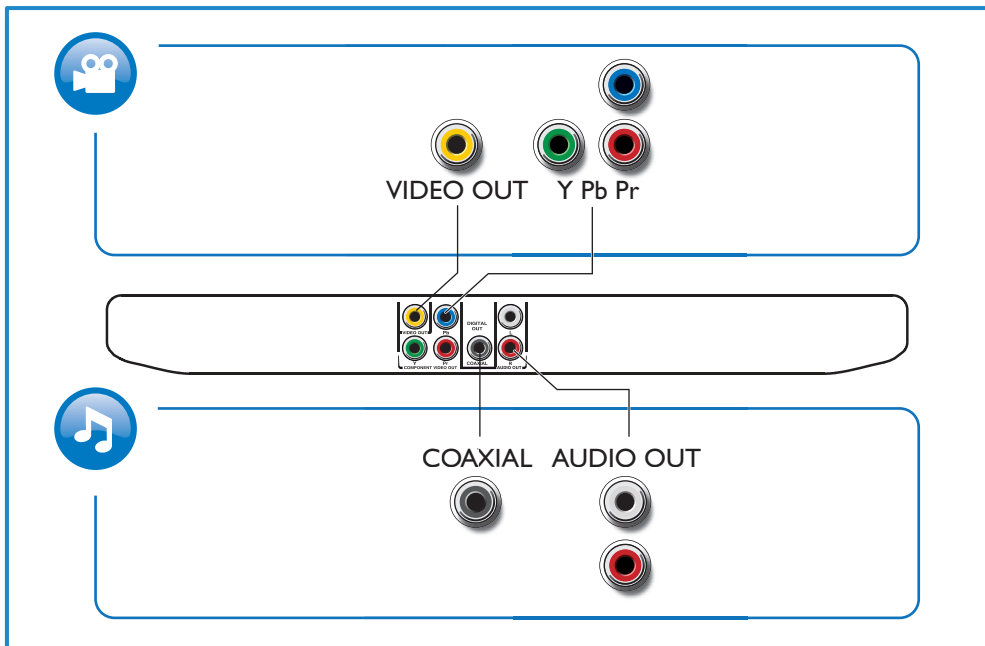 VIDEO OUT
Y Pb Pr
DIGITAL
OUT
VIDEO OUT
Pb
L
Y
Pr
COAXIAL
R
COMPONENT VIDEO OUT
AUDIO OUT
COAXIAL
AUDIO OUT